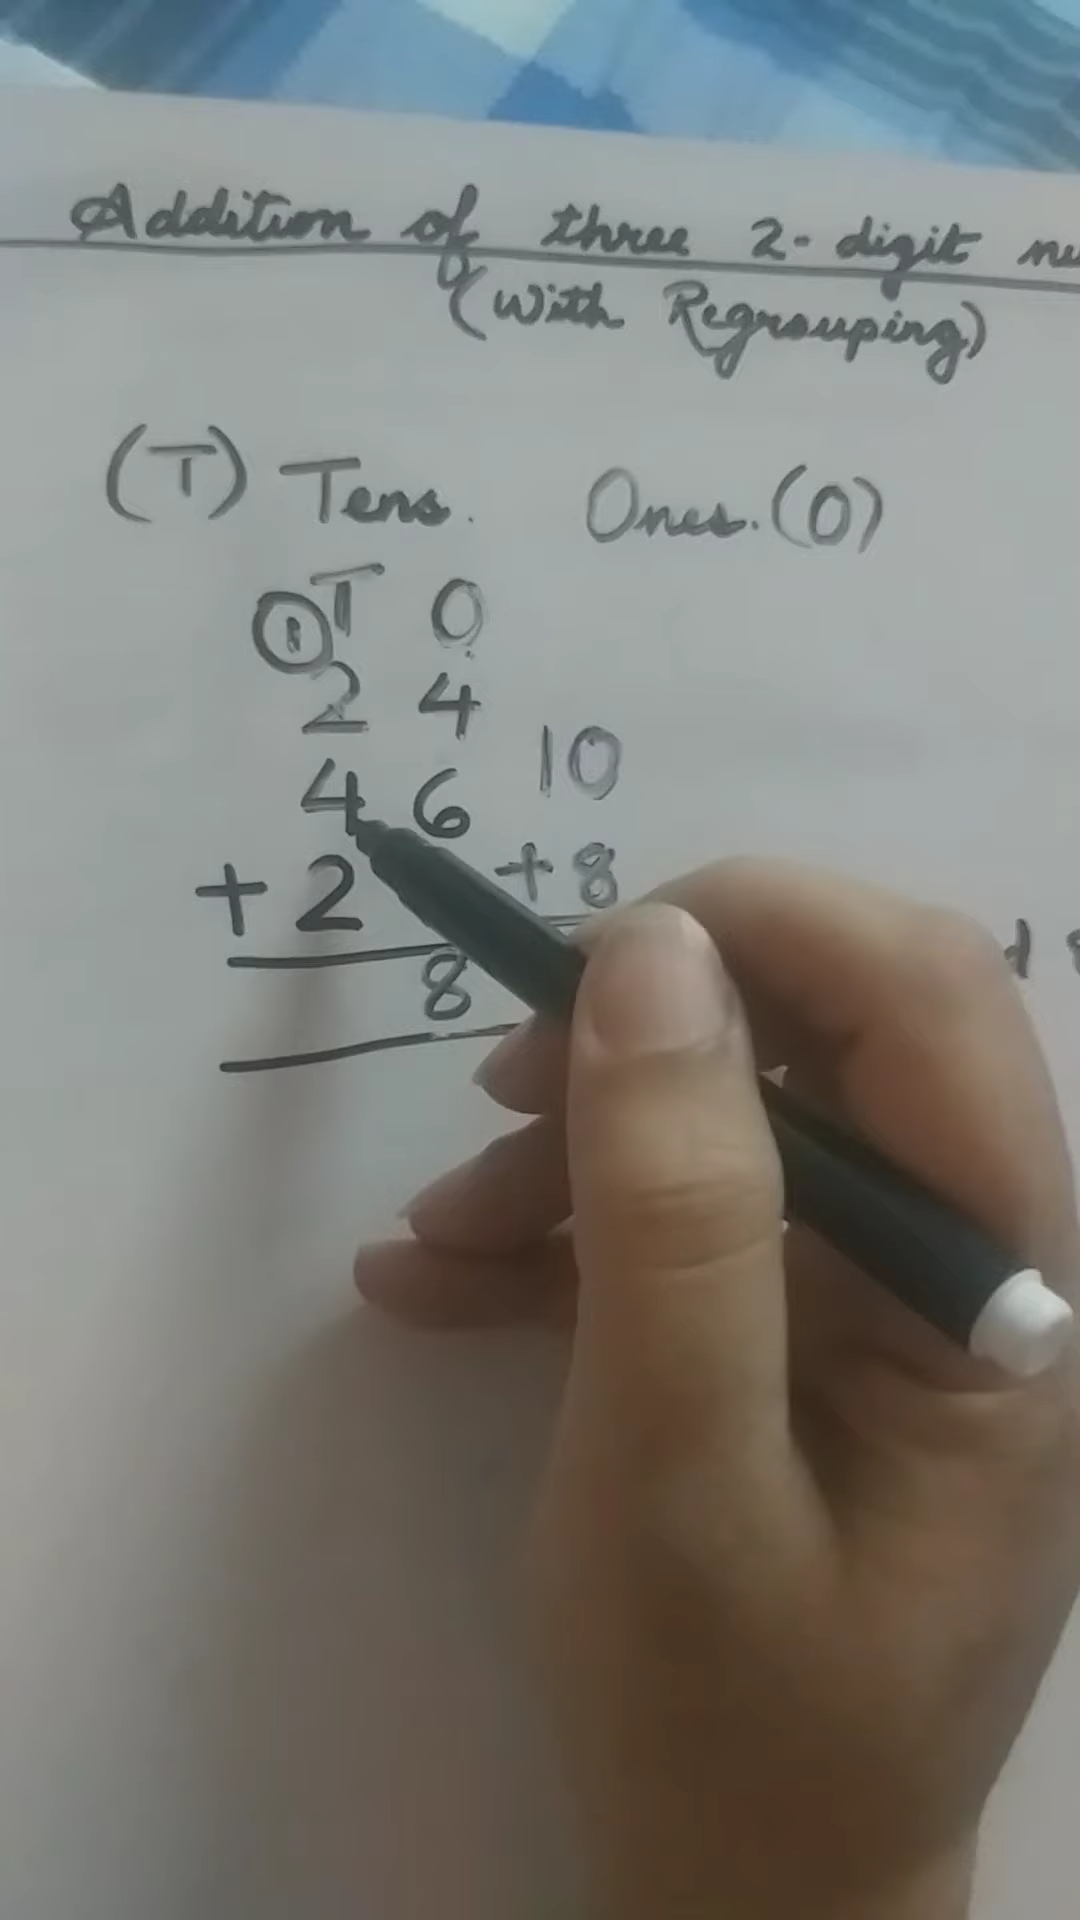 Addition of three 2-digit
(With Regrouping)
(T) Tens. Ones. (O)
1 T O
2 4
4 6 10
+ 2 + 8
8